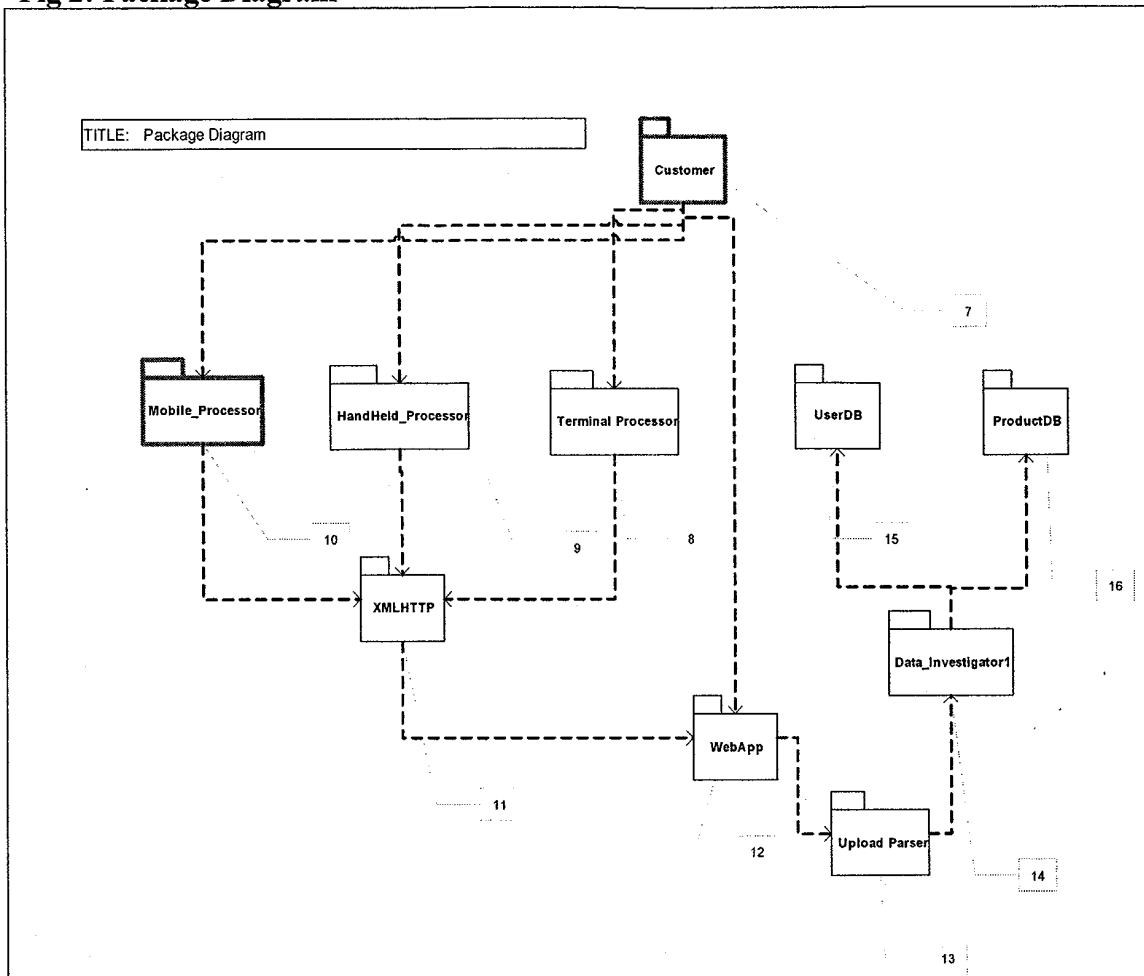 Fig 2: Package Diagram
TITLE: Package Diagram
Customer
7
Mobile_Processor
HandHeld_Processor
Terminal Processor
UserDB
ProductDB
10
9
8
15
16
XMLHTTP
Data_Investigator1
WebApp
11
12
Upload Parser
14
13